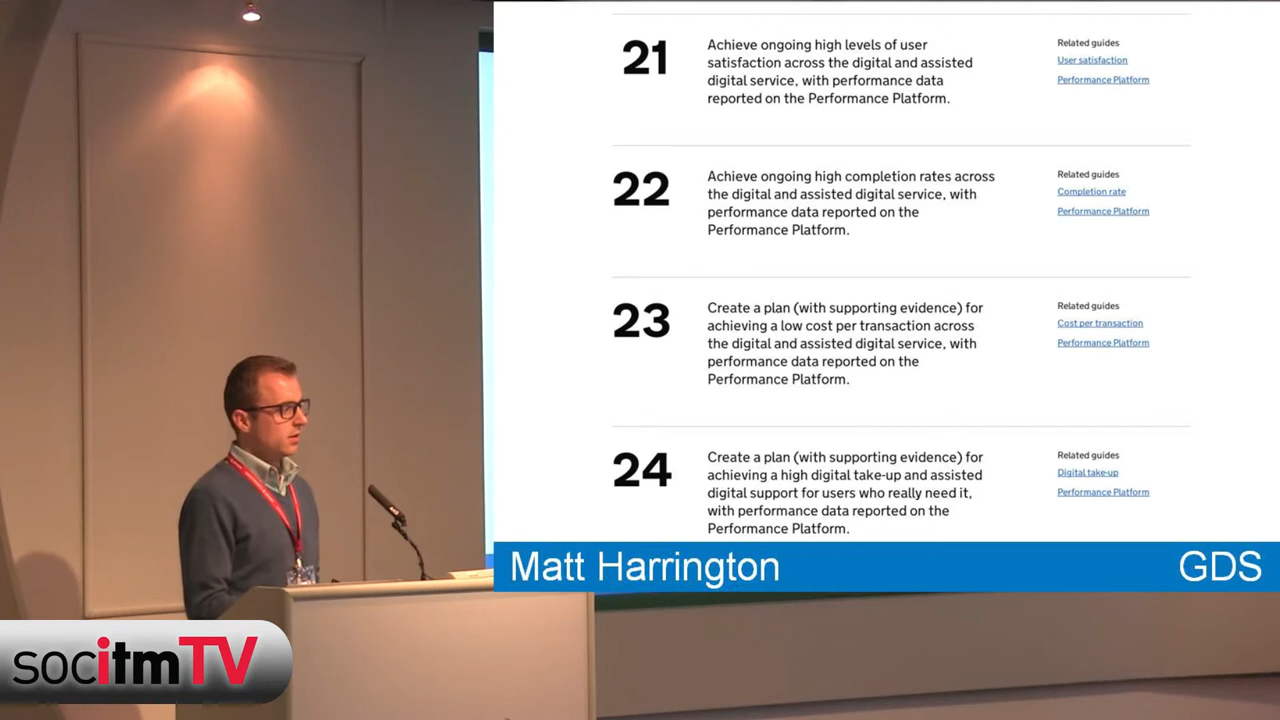 21
Achieve ongoing high levels of user
satisfaction across the digital and assisted
digital service, with performance data
reported on the Performance Platform.
Related guides
User satisfaction
Performance Platform
22
Achieve ongoing high completion rates across
the digital and assisted digital service, with
performance data reported on the
Performance Platform.
Related guides
Completion rate
Performance Platform
23
Create a plan (with supporting evidence) for
achieving a low cost per transaction across
the digital and assisted digital service, with
performance data reported on the
Performance Platform.
Related guides
Cost per transaction
Performance Platform
24
Create a plan (with supporting evidence) for
achieving a high digital take-up and assisted
digital support for users who really need it,
with performance data reported on the
Performance Platform.
Related guides
Digital take-up
Performance Platform
Matt Harrington GDS
socitmTV